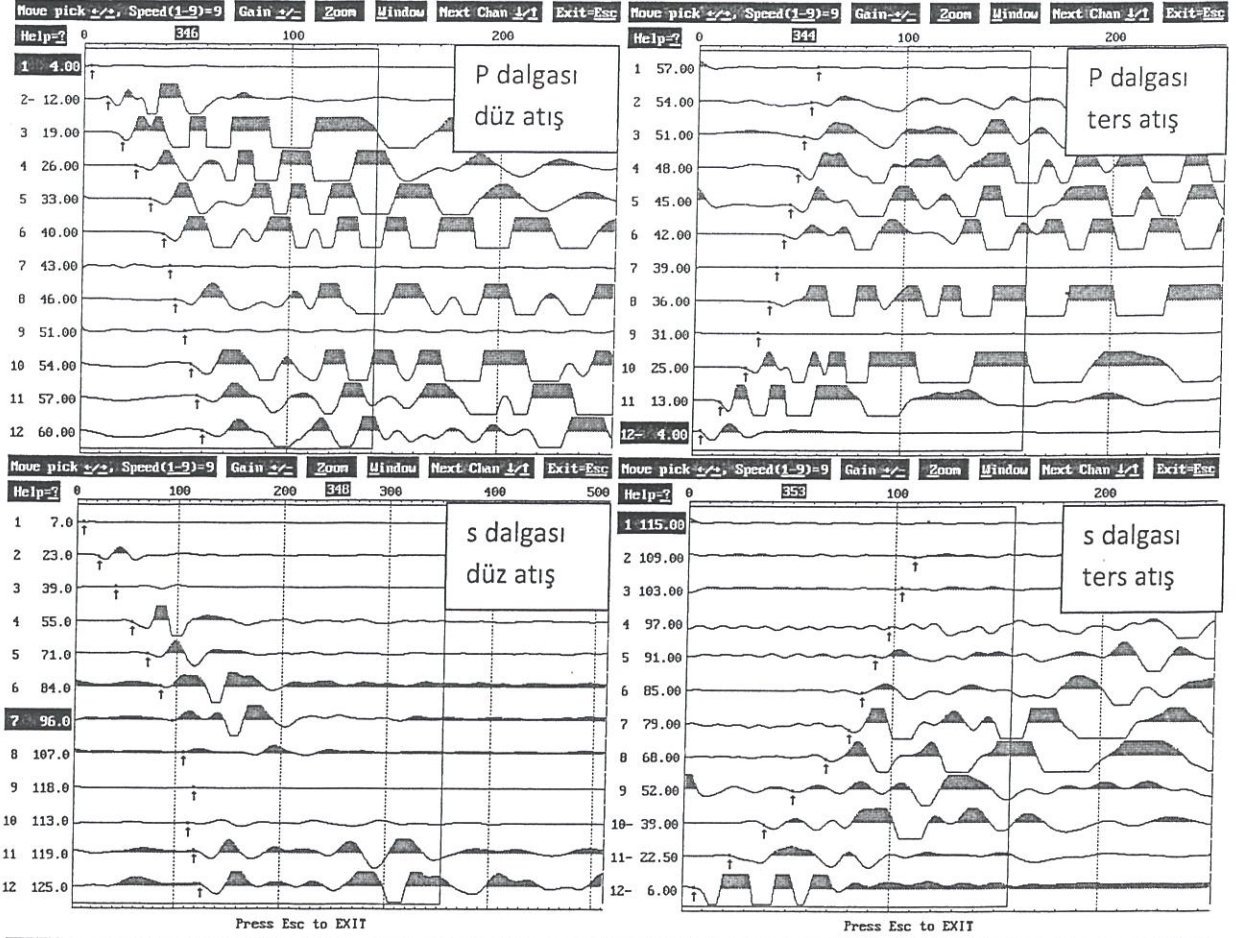 Move pick ←/→, Speed(1-9)=9 Gain +/- Zoom Window Next Chan ↓/↑ Exit=Esc
Help=? 0 346 100 200
P dalgası
düz atış
1 4.00
2- 12.00
3 19.00
4 26.00
5 33.00
6 40.00
7 43.00
8 46.00
9 51.00
10 54.00
11 57.00
12 60.00
Move pick ←/→, Speed(1-9)=9 Gain +/- Zoom Window Next Chan ↓/↑ Exit=Esc
Help=? 0 344 100 200
P dalgası
ters atış
1 57.00
2 54.00
3 51.00
4 48.00
5 45.00
6 42.00
7 39.00
8 36.00
9 31.00
10 25.00
11 13.00
12- 4.00
Move pick ←/→, Speed(1-9)=9 Gain +/- Zoom Window Next Chan ↓/↑ Exit=Esc
Help=? 0 100 200 348 300 400 500
s dalgası
düz atış
1 7.0
2 23.0
3 39.0
4 55.0
5 71.0
6 84.0
7 96.0
8 107.0
9 118.0
10 113.0
11 119.0
12 125.0
Press Esc to EXIT
Move pick ←/→, Speed(1-9)=9 Gain +/- Zoom Window Next Chan ↓/↑ Exit=Esc
Help=? 0 353 100 200
s dalgası
ters atış
1 115.00
2 109.00
3 103.00
4 97.00
5 91.00
6 85.00
7 79.00
8 68.00
9 52.00
10- 39.00
11- 22.50
12- 6.00
Press Esc to EXIT